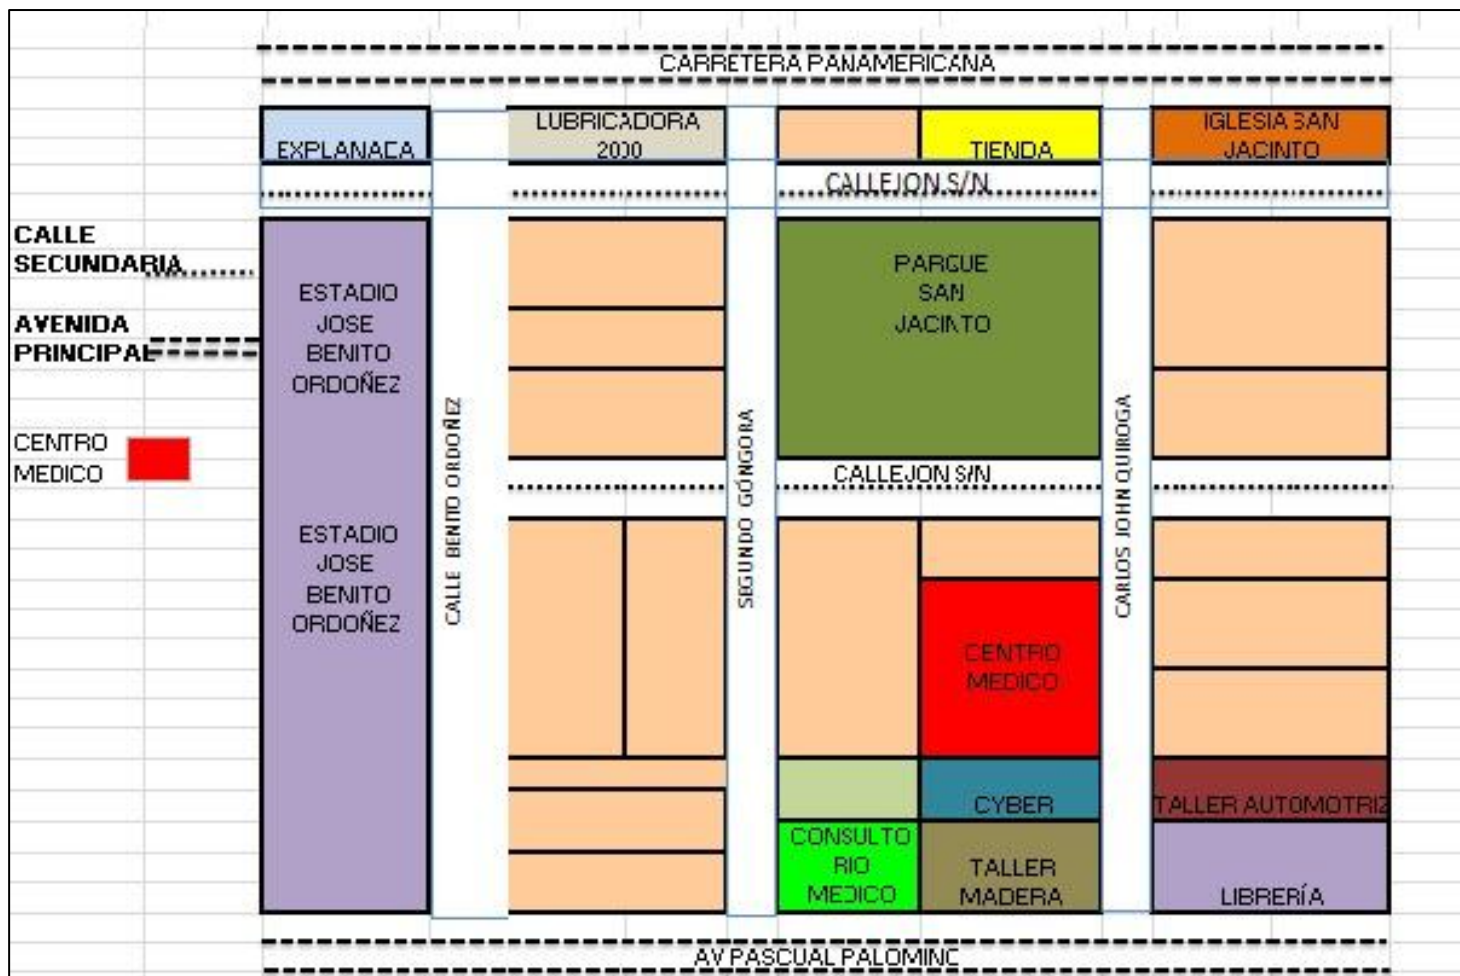 CARRETERA PANAMERICANA
EXPLANACA
LUBRICADORA
2000
TIENDA
IGLESIA SAN
JACINTO
CALLEJON S/N
CALLE
SECUNDARIA
AVENIDA
PRINCIPAL
CENTRO
MEDICO
ESTADIO
JOSE
BENITO
ORDOÑEZ
ESTADIO
JOSE
BENITO
ORDOÑEZ
CALLE BENITO ORDOÑEZ
SEGUNDO GÓNGORA
PARGUE
SAN
JACINTO
CALLEJON S/N
CARLOS JOHN QUIROGA
CENTRO
MEDICO
CYBER
TALLER AUTOMOTRIZ
CONSULTO
RIO
MEDICO
TALLER
MADERA
LIBRERÍA
AV PASCUAL PALOMINO